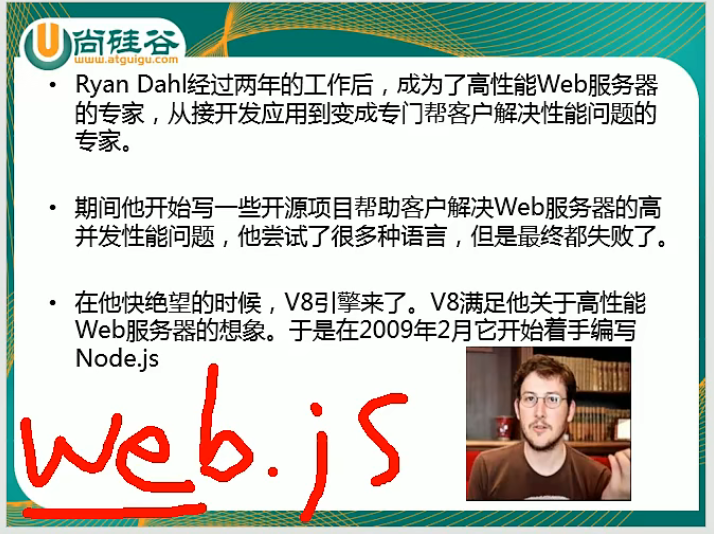 尚硅谷
www.atguigu.com
• Ryan Dahl经过两年的工作后，成为了高性能Web服务器
的专家，从接开发应用到变成专门帮客户解决性能问题的
专家。
• 期间他开始写一些开源项目帮助客户解决Web服务器的高
并发性能问题，他尝试了很多种语言，但是最终都失败了。
• 在他快绝望的时候，V8引擎来了。V8满足他关于高性能
Web服务器的想象。于是在2009年2月它开始着手编写
Node.js
web.js